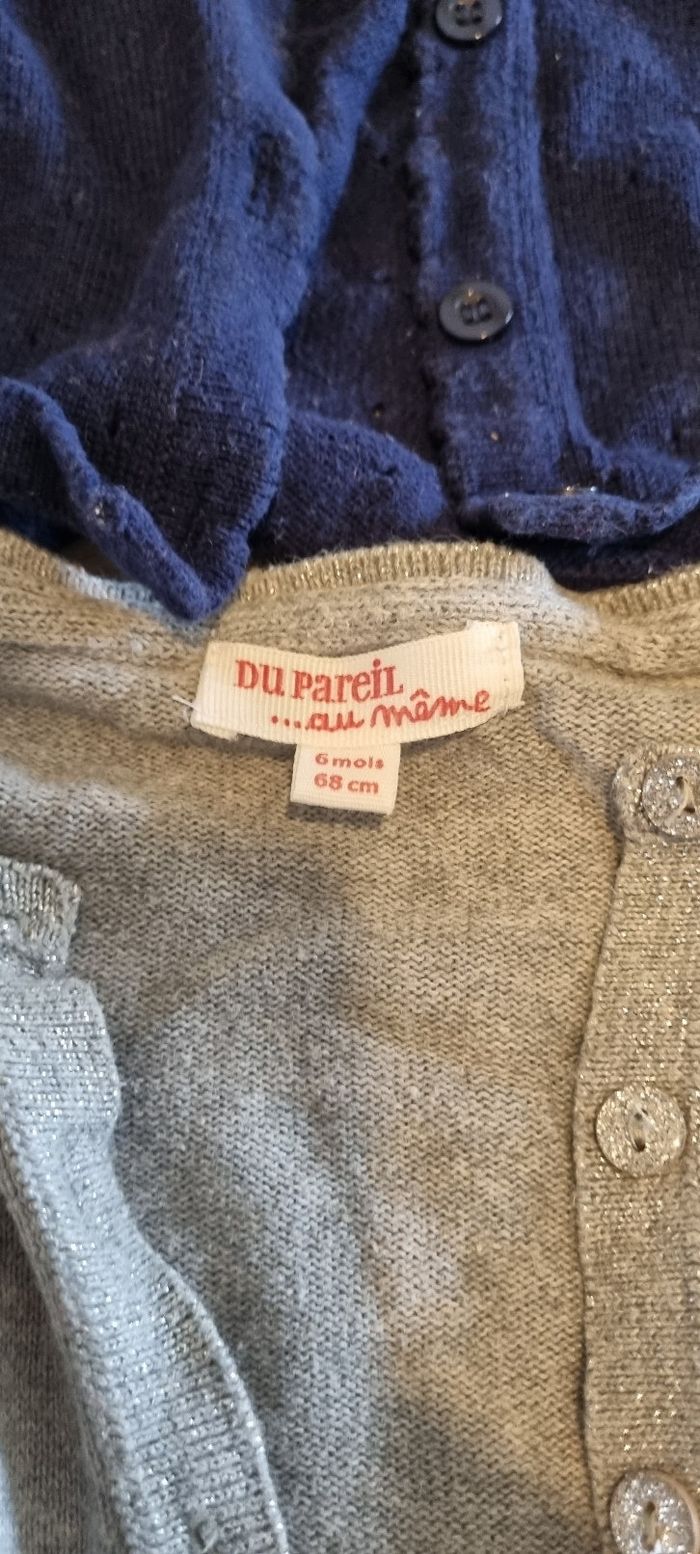 DU PareiL
...au même
6 mois
68 cm